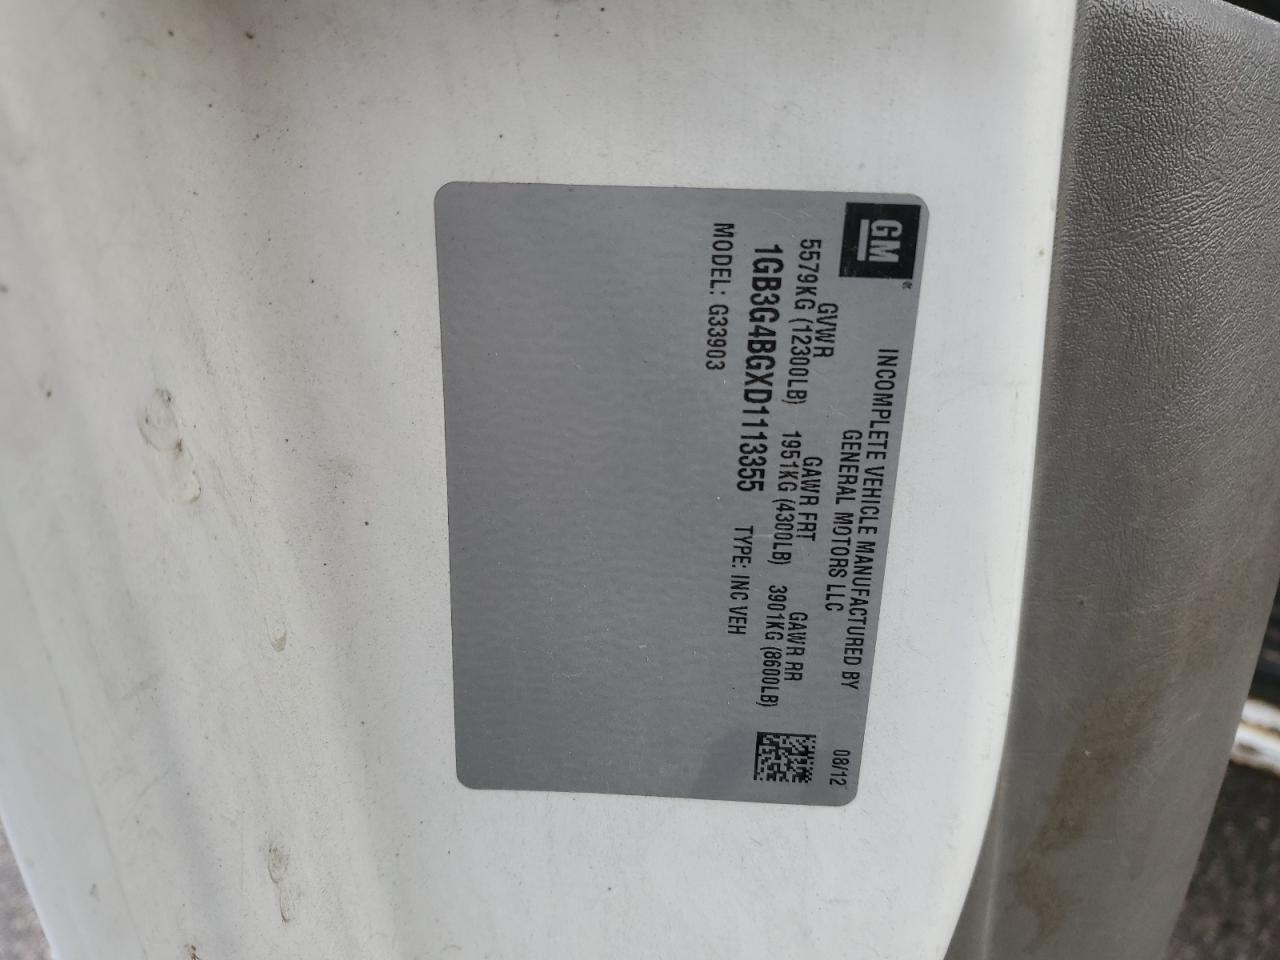 GM
INCOMPLETE VEHICLE MANUFACTURED BY
GENERAL MOTORS LLC
08/12
GVWR GAWR FRT GAWR RR
5579KG (12300LB) 1951KG (4300LB) 3901KG (8600LB)
1GB3G4BGXD1113355 TYPE: INC VEH
MODEL: G33903